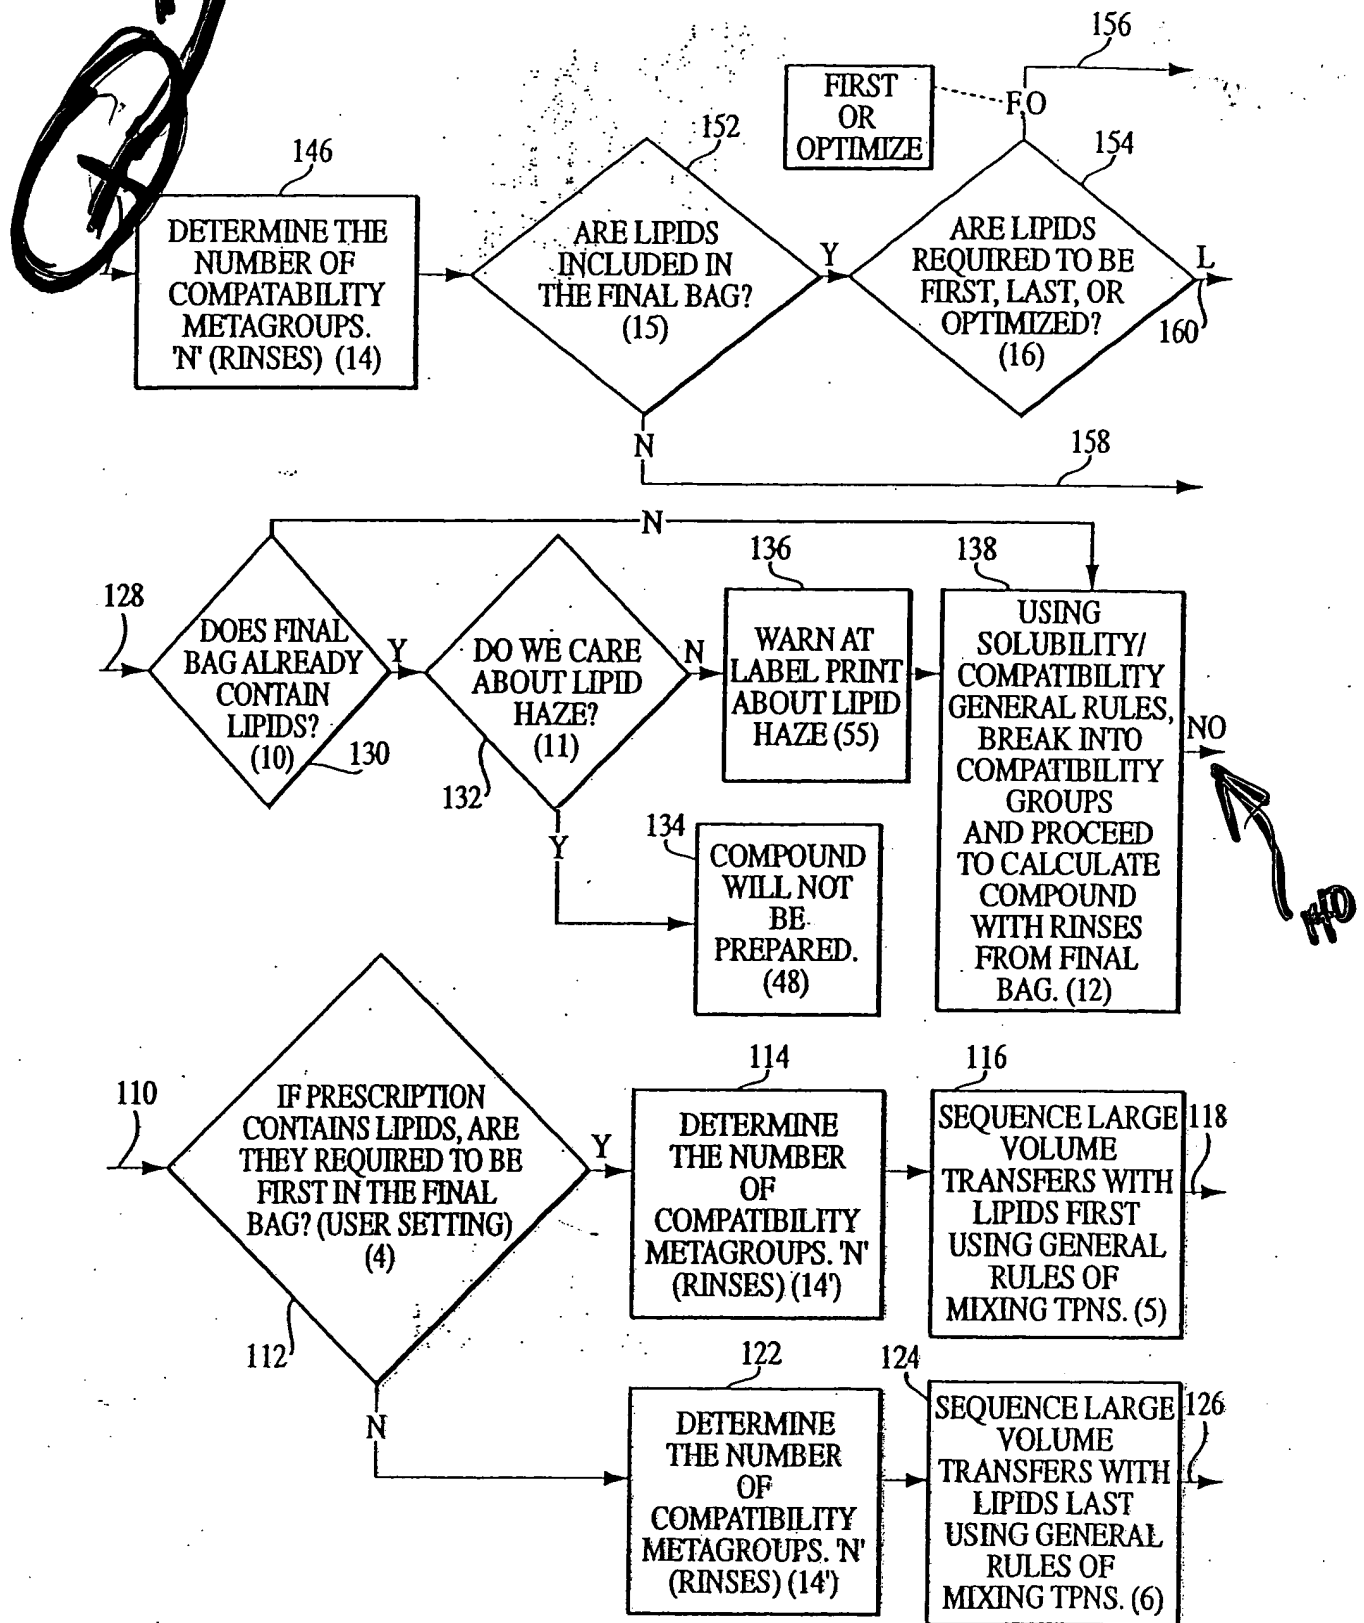 156
FIRST
OR
OPTIMIZE
F,O
152
154
146
DETERMINE THE
NUMBER OF
COMPATABILITY
METAGROUPS.
'N' (RINSES) (14)
ARE LIPIDS
INCLUDED IN
THE FINAL BAG?
(15)
Y
ARE LIPIDS
REQUIRED TO BE
FIRST, LAST, OR
OPTIMIZED?
(16)
L
160
N
158
N
128
DOES FINAL
BAG ALREADY
CONTAIN
LIPIDS?
(10)
130
Y
DO WE CARE
ABOUT LIPID
HAZE?
(11)
132
N
136
WARN AT
LABEL PRINT
ABOUT LIPID
HAZE (55)
Y
134
COMPOUND
WILL NOT
BE
PREPARED.
(48)
138
USING
SOLUBILITY/
COMPATIBILITY
GENERAL RULES,
BREAK INTO
COMPATIBILITY
GROUPS
AND PROCEED
TO CALCULATE
COMPOUND
WITH RINSES
FROM FINAL
BAG. (12)
NO
140
110
IF PRESCRIPTION
CONTAINS LIPIDS, ARE
THEY REQUIRED TO BE
FIRST IN THE FINAL
BAG? (USER SETTING)
(4)
112
Y
114
DETERMINE
THE NUMBER
OF
COMPATIBILITY
METAGROUPS. 'N'
(RINSES) (14')
116
SEQUENCE LARGE
VOLUME
TRANSFERS WITH
LIPIDS FIRST
USING GENERAL
RULES OF
MIXING TPNS. (5)
118
N
122
DETERMINE
THE NUMBER
OF
COMPATIBILITY
METAGROUPS. 'N'
(RINSES) (14')
124
SEQUENCE LARGE
VOLUME
TRANSFERS WITH
LIPIDS LAST
USING GENERAL
RULES OF
MIXING TPNS. (6)
126